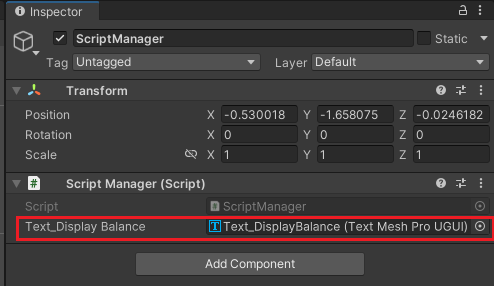 Inspector
ScriptManager
Static
Tag Untagged Layer Default
Transform
Position X -0.530018 Y -1.658075 Z -0.0246182
Rotation X 0 Y 0 Z 0
Scale X 1 Y 1 Z 1
Script Manager (Script)
Script ScriptManager
Text_Display Balance Text_DisplayBalance (Text Mesh Pro UGUI)
Add Component